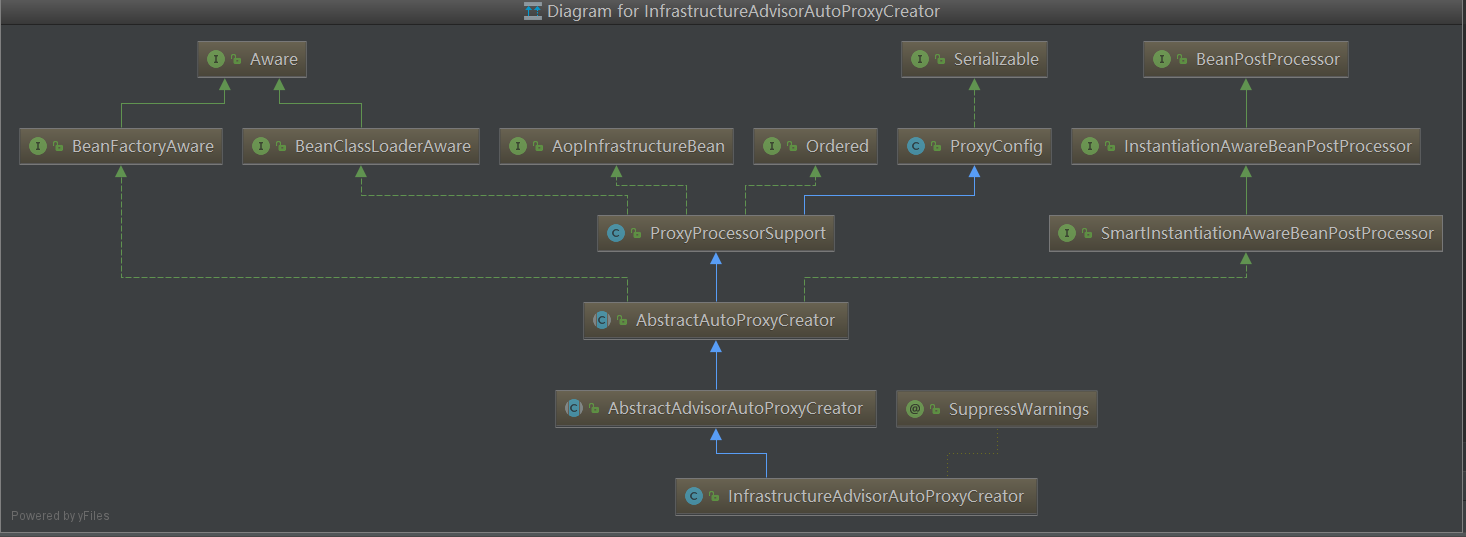 Diagram for InfrastructureAdvisorAutoProxyCreator
Aware
Serializable
BeanPostProcessor
BeanFactoryAware
BeanClassLoaderAware
AopInfrastructureBean
Ordered
ProxyConfig
InstantiationAwareBeanPostProcessor
ProxyProcessorSupport
SmartInstantiationAwareBeanPostProcessor
AbstractAutoProxyCreator
AbstractAdvisorAutoProxyCreator
SuppressWarnings
InfrastructureAdvisorAutoProxyCreator
Powered by yFiles